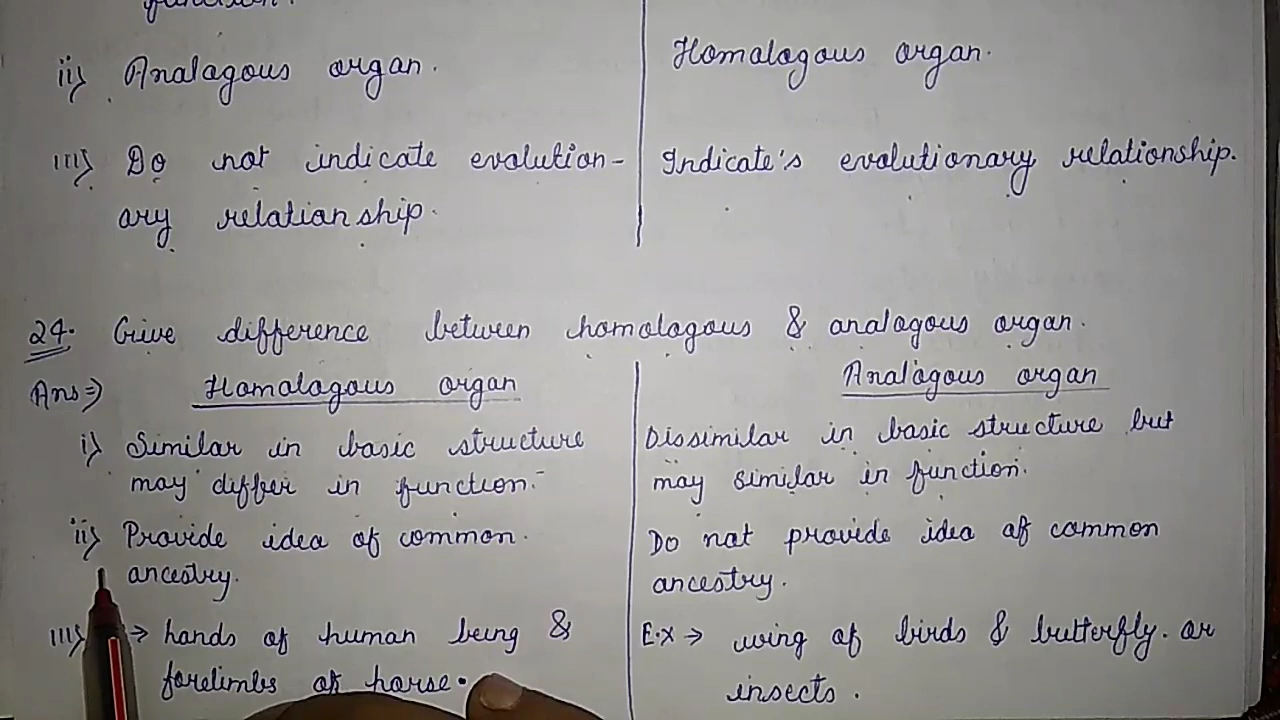 function.
ii) Analagous organ.
Homalogous organ.
iii) Do not indicate evolution-
Indicate's evolutionary relationship.
ary relationship.
24. Give difference between homologous & analogous organ.
Ans⇒) Homalogous organ
Analogous organ
i) Similar in basic structure
may differ in function.
Dissimilar in basic structure but
may similar in function.
ii) Provide idea of common.
ancestry.
Do not provide idea of common
ancestry.
iii) → hands of human being &
forelimbs of horse.
E.x → wing of birds & butterfly. or
insects.